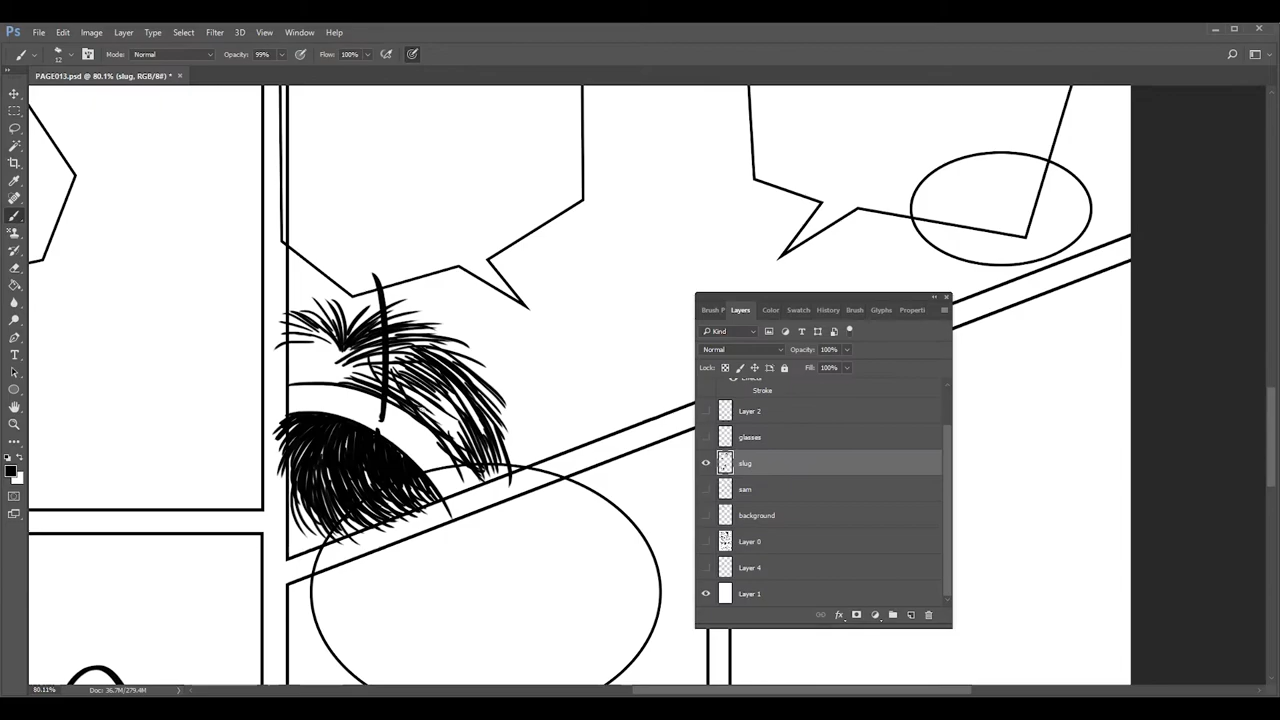 Ps File Edit Image Layer Type Select Filter 3D View Window Help
12 Mode: Normal Opacity: 99% Flow: 100%
PAGE013.psd @ 80.1% (slug, RGB/8#) * ×
Brush P Layers Color Swatch History Brush Glyphs Properti
Kind T
Normal Opacity: 100%
Lock: Fill: 100%
Effects
Stroke
Layer 2
glasses
slug
sam
background
Layer 0
Layer 4
Layer 1
fx
T
80.11% Doc: 36.7M/279.4M